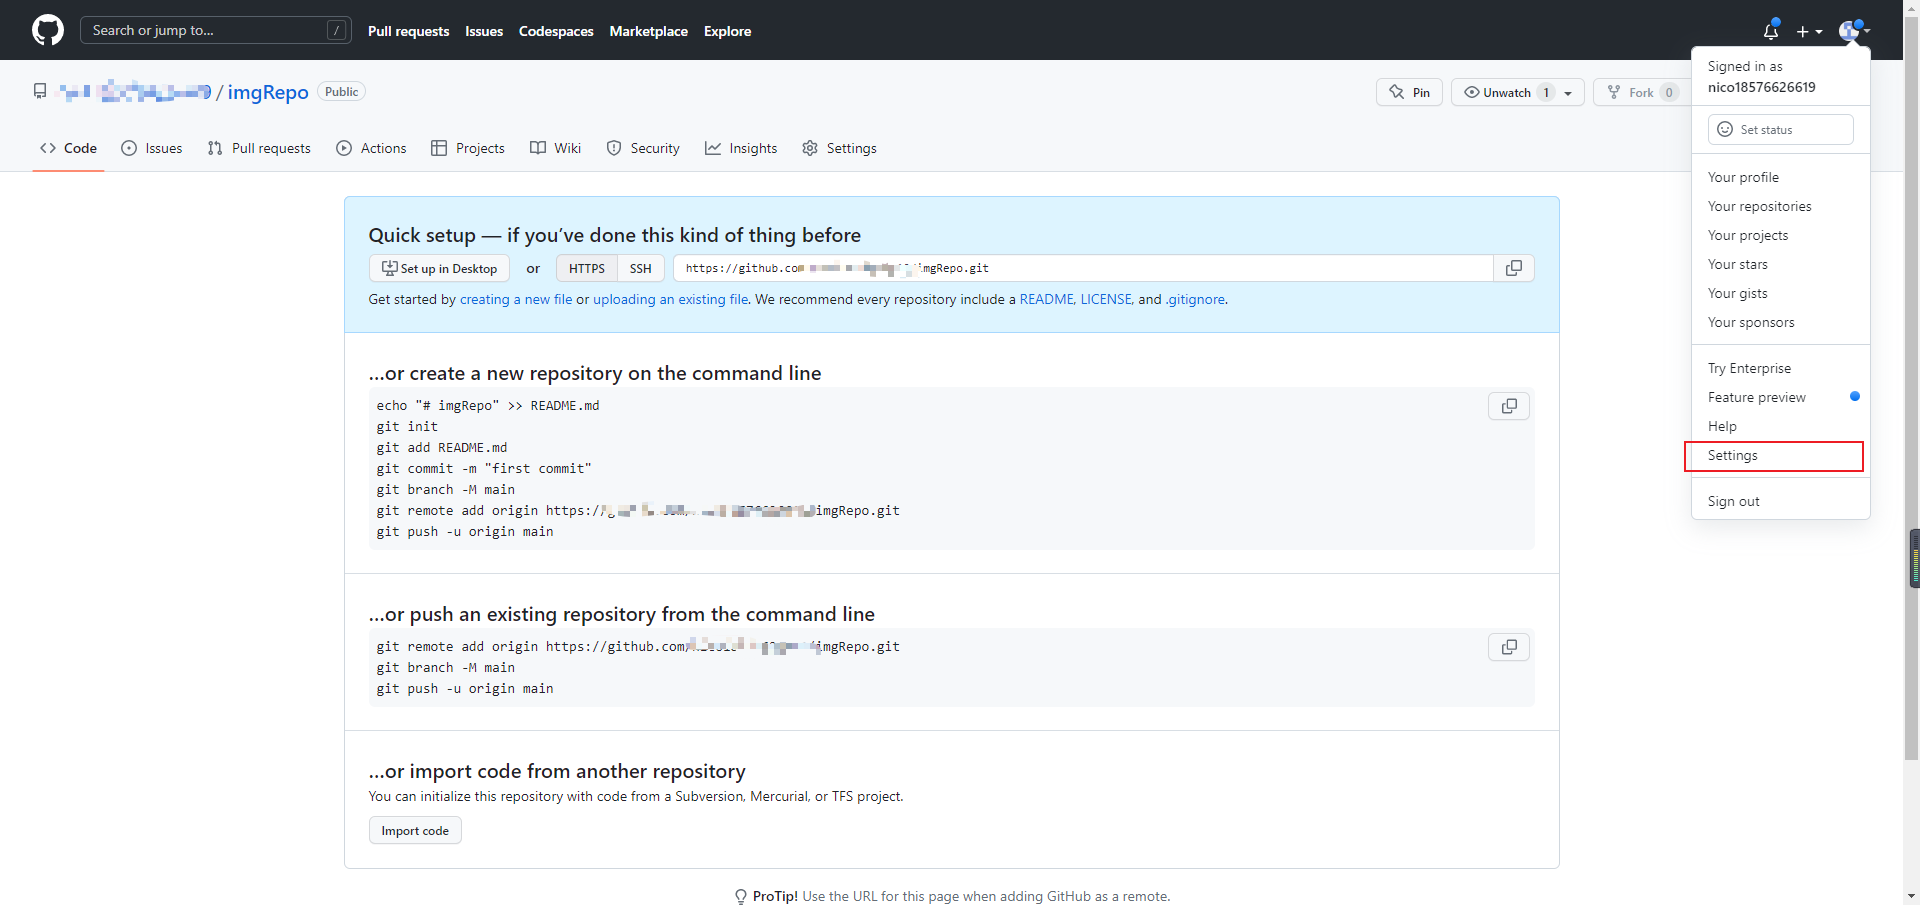 Search or jump to... /
Pull requests Issues Codespaces Marketplace Explore
Signed in as
nico18576626619
/ imgRepo Public
Pin
Unwatch 1
Fork 0
Set status
Code Issues Pull requests Actions Projects Wiki Security Insights Settings
Your profile
Your repositories
Your projects
Your stars
Your gists
Your sponsors
Try Enterprise
Feature preview
Help
Settings
Sign out
Quick setup — if you’ve done this kind of thing before
Set up in Desktop or HTTPS SSH https://github.com imgRepo.git
Get started by creating a new file or uploading an existing file. We recommend every repository include a README, LICENSE, and .gitignore.
...or create a new repository on the command line
echo "# imgRepo" >> README.md
git init
git add README.md
git commit -m "first commit"
git branch -M main
git remote add origin https:// imgRepo.git
git push -u origin main
...or push an existing repository from the command line
git remote add origin https://github.com/ imgRepo.git
git branch -M main
git push -u origin main
...or import code from another repository
You can initialize this repository with code from a Subversion, Mercurial, or TFS project.
Import code
ProTip! Use the URL for this page when adding GitHub as a remote.